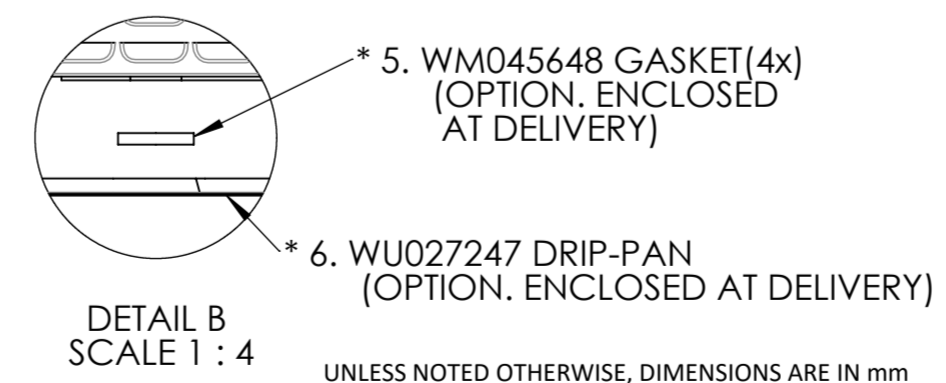 * 5. WM045648 GASKET(4x)
(OPTION. ENCLOSED
AT DELIVERY)
* 6. WU027247 DRIP-PAN
(OPTION. ENCLOSED AT DELIVERY)
DETAIL B
SCALE 1 : 4
UNLESS NOTED OTHERWISE, DIMENSIONS ARE IN mm